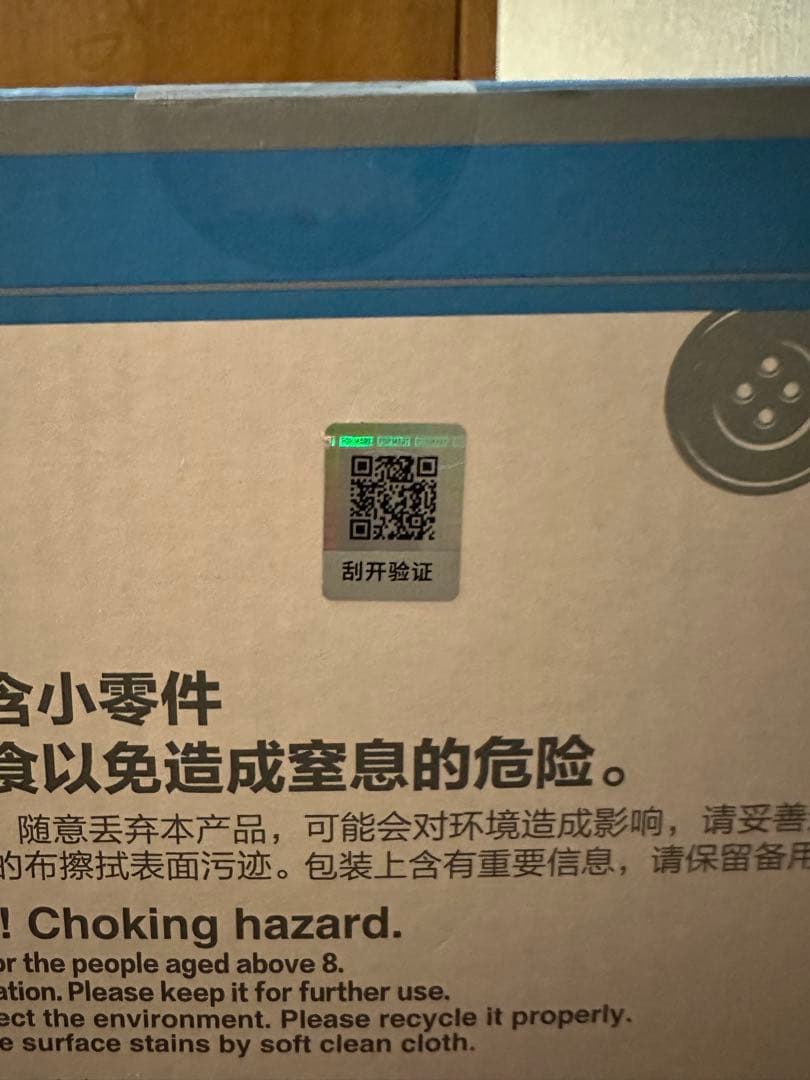 刮开验证
含小零件
食以免造成窒息的危险。
随意丢弃本产品，可能会对环境造成影响，请妥善
的布擦拭表面污迹。包装上含有重要信息，请保留备用
! Choking hazard.
or the people aged above 8.
ation. Please keep it for further use.
ect the environment. Please recycle it properly.
e surface stains by soft clean cloth.